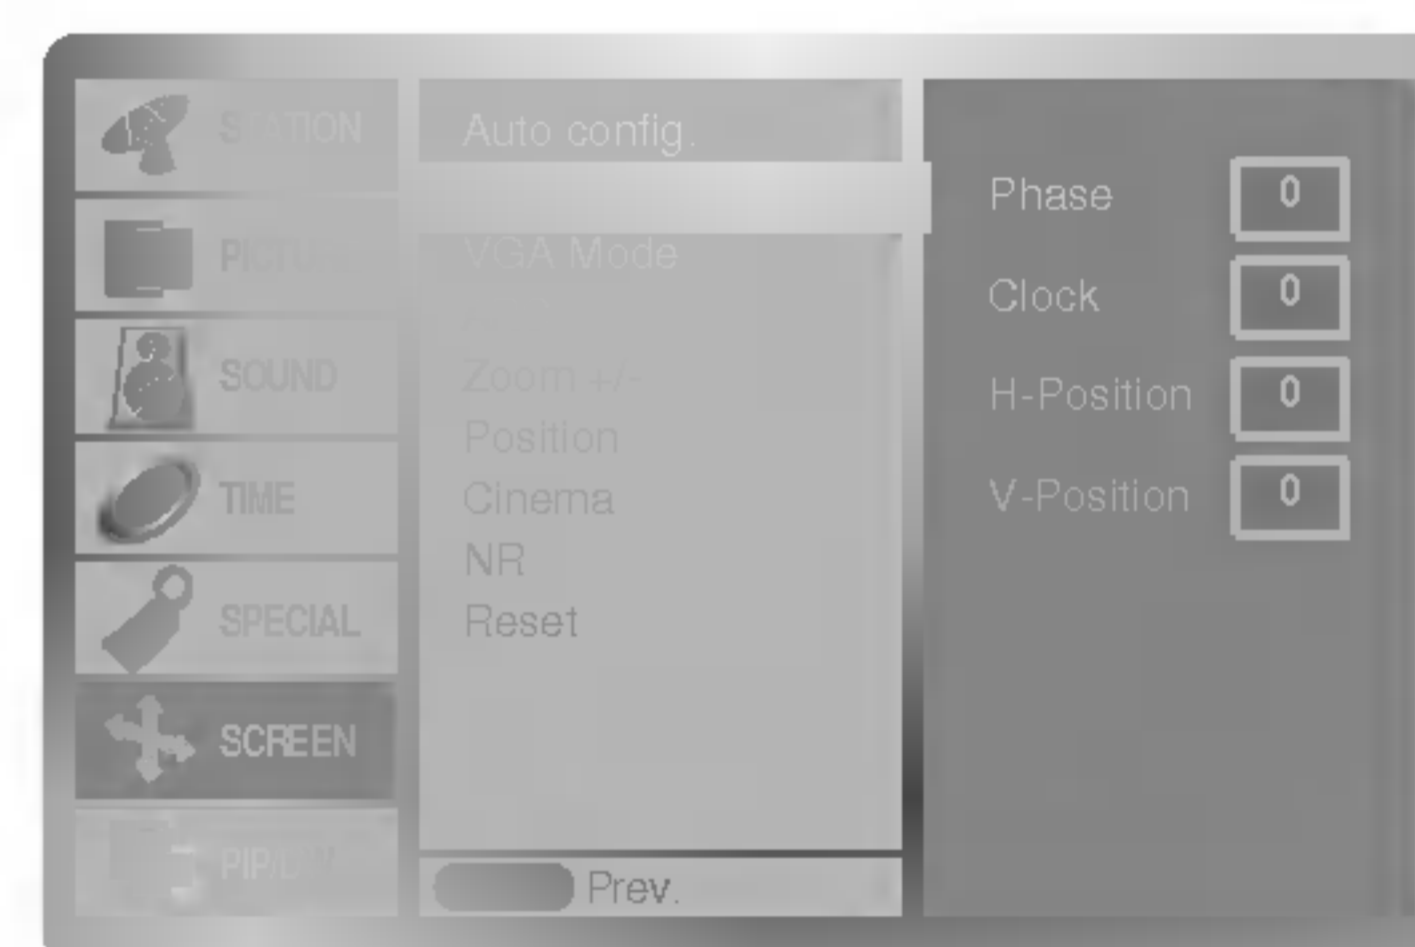 STATION
PICTURE
SOUND
TIME
SPECIAL
SCREEN
Auto config.
VGA Mode
Zoom +/-
Position
Cinema
NR
Reset
Prev.
Phase 0
Clock 0
H-Position 0
V-Position 0